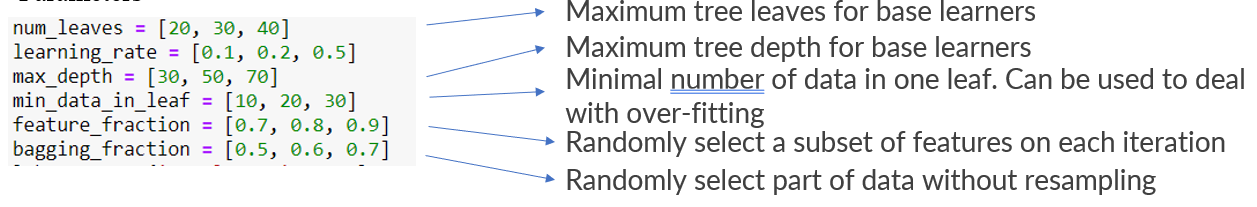 num_leaves = [20, 30, 40]
learning_rate = [0.1, 0.2, 0.5]
max_depth = [30, 50, 70]
min_data_in_leaf = [10, 20, 30]
feature_fraction = [0.7, 0.8, 0.9]
bagging_fraction = [0.5, 0.6, 0.7]
Maximum tree leaves for base learners
Maximum tree depth for base learners
Minimal number of data in one leaf. Can be used to deal
with over-fitting
Randomly select a subset of features on each iteration
Randomly select part of data without resampling